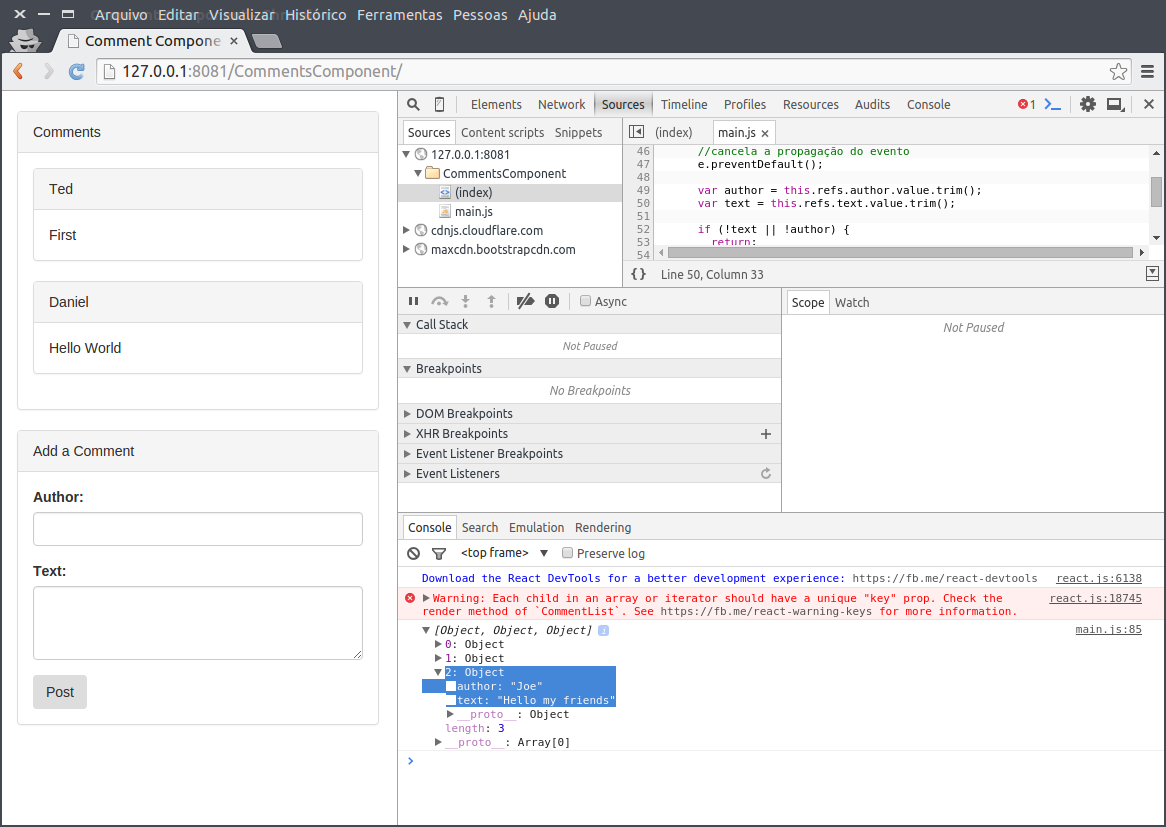 Arquivo Editar Visualizar Histórico Ferramentas Pessoas Ajuda
Comment Compone
127.0.0.1:8081/CommentsComponent/
Comments
Ted
First
Daniel
Hello World
Add a Comment
Author:
Text:
Post
Elements Network Sources Timeline Profiles Resources Audits Console 1
Sources Content scripts Snippets
127.0.0.1:8081
CommentsComponent
(index)
main.js
cdnjs.cloudflare.com
maxcdn.bootstrapcdn.com
(index) main.js
46 //cancela a propagação do evento
47 e.preventDefault();
48
49 var author = this.refs.author.value.trim();
50 var text = this.refs.text.value.trim();
51
52 if (!text || !author) {
53 return;
54
{} Line 50, Column 33
Async
Call Stack
Not Paused
Breakpoints
No Breakpoints
DOM Breakpoints
XHR Breakpoints
Event Listener Breakpoints
Event Listeners
Scope Watch
Not Paused
Console Search Emulation Rendering
<top frame> Preserve log
Download the React DevTools for a better development experience: https://fb.me/react-devtools react.js:6138
Warning: Each child in an array or iterator should have a unique "key" prop. Check the react.js:18745
render method of `CommentList`. See https://fb.me/react-warning-keys for more information.
[Object, Object, Object] main.js:85
0: Object
1: Object
2: Object
author: "Joe"
text: "Hello my friends"
__proto__: Object
length: 3
__proto__: Array[0]